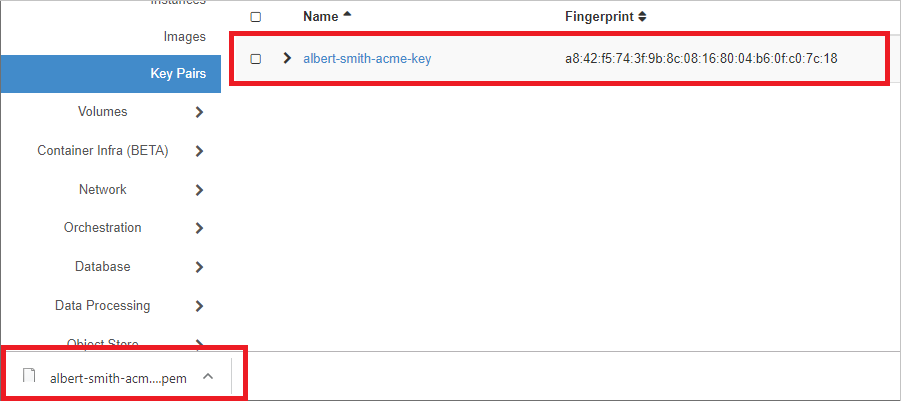 Instances
Images
Key Pairs
Volumes
Container Infra (BETA)
Network
Orchestration
Database
Data Processing
Object Store
Name Fingerprint
albert-smith-acme-key a8:42:f5:74:3f:9b:8c:08:16:80:04:b6:0f:c0:7c:18
albert-smith-acm....pem